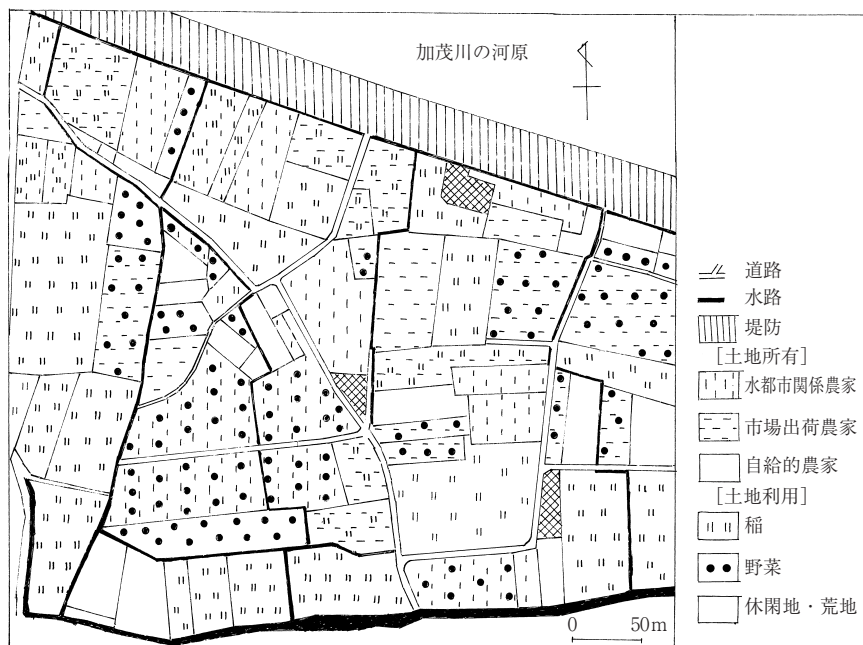 加茂川の河原
道路
水路
堤防
[土地所有]
水都市関係農家
市場出荷農家
自給的農家
[土地利用]
稲
野菜
休閑地・荒地
0 50m